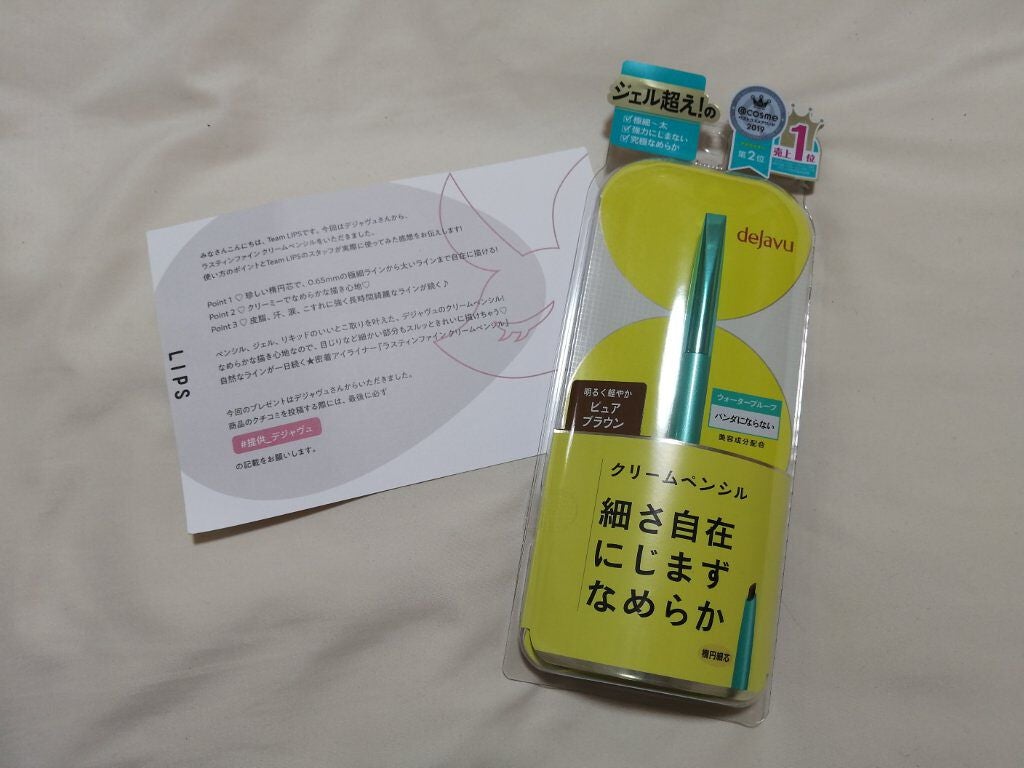 みなさんこんにちは、Team LIPSです。今回はデジャヴュさんから、
ラスティンファインクリームペンシルをいただきました。
使い方のポイントとTeam LIPSのスタッフが実際に使ってみた感想をお伝えします!
Point 1 ♡ 珍しい楕円芯で、0.65mmの極細ラインから太いラインまで自在に描ける!
Point 2 ♡ クリーミーでなめらかな描き心地♡
Point 3 ♡ 皮脂、汗、涙、こすれに強く長時間綺麗なラインが続く♪
ペンシル、ジェル、リキッドのいいとこ取りを叶えた、デジャヴュのクリームペンシル!
なめらかな描き心地なので、目じりなど細かい部分もスルッときれいに描けちゃう♡
自然なラインが一日続く★密着アイライナー『ラスティンファインクリームペンシル』
今回のプレゼントはデジャヴュさんからいただきました。
商品のクチコミを投稿する際には、最後に必ず
#提供_デジャヴュ
の記載をお願いします。
LIPS
ジェル超え!の
極細~太
強力にじまない
究極なめらか
@cosme
2019
第2位
売上1位
dejavu
明るく軽やか
ピュア
ブラウン
ウォータープルーフ
パンダにならない
美容成分配合
クリームペンシル
細さ自在
にじまず
なめらか
楕円細芯